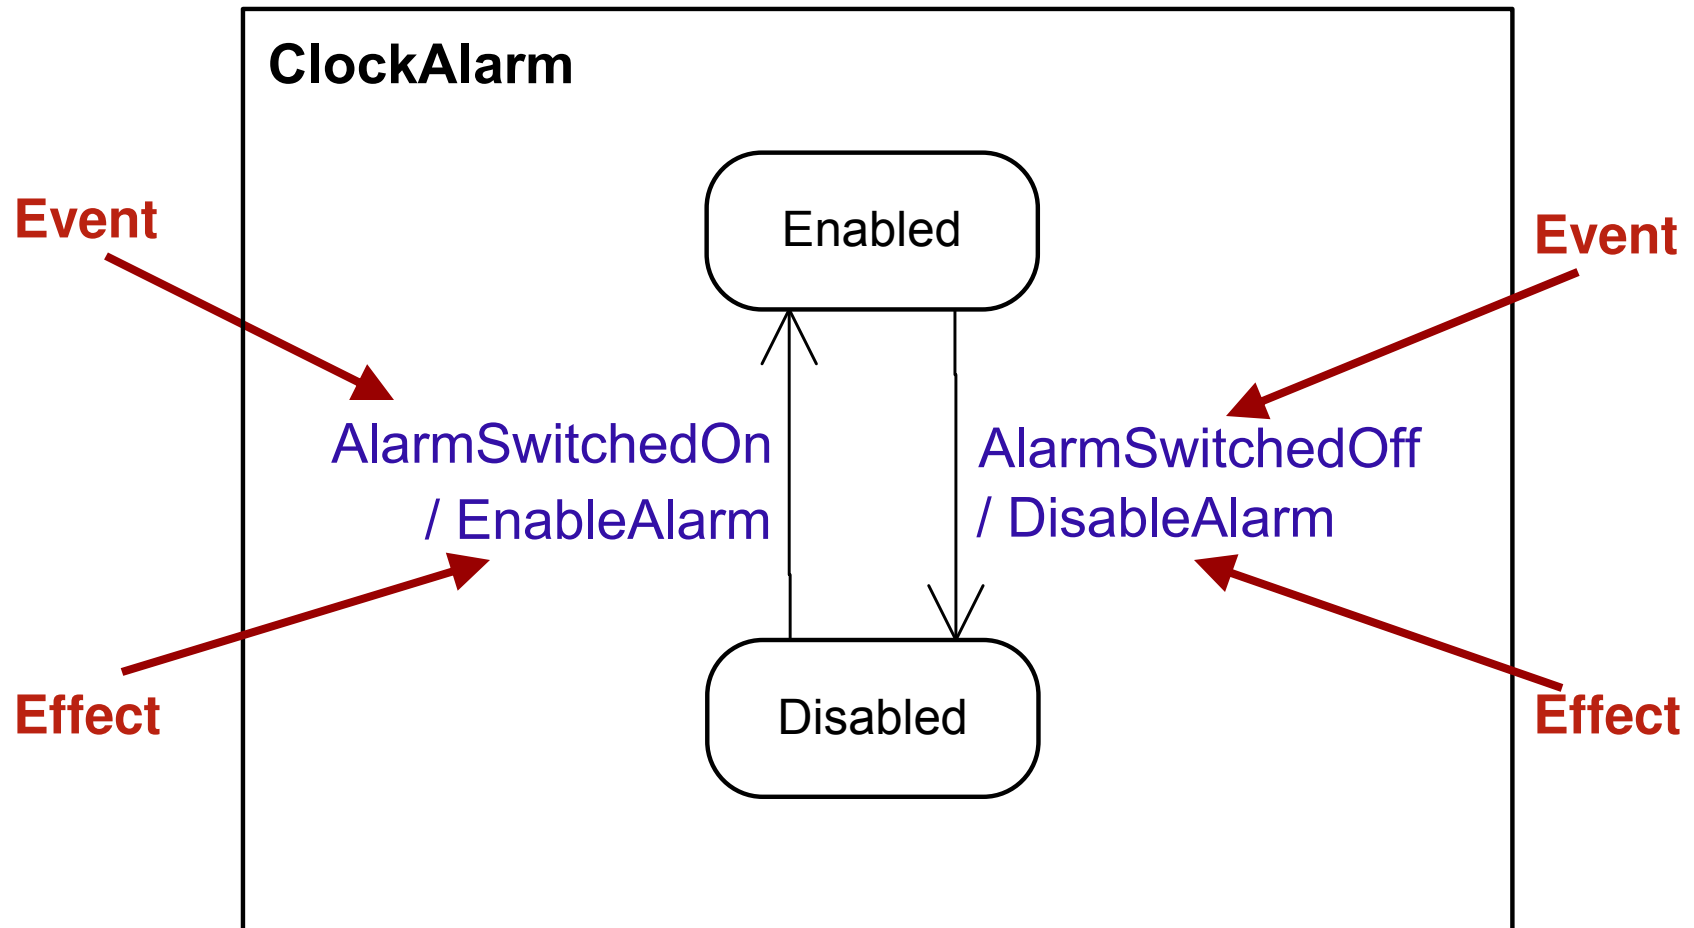 ClockAlarm
Enabled
Event
Event
AlarmSwitchedOn
/ EnableAlarm
AlarmSwitchedOff
/ DisableAlarm
Effect
Disabled
Effect